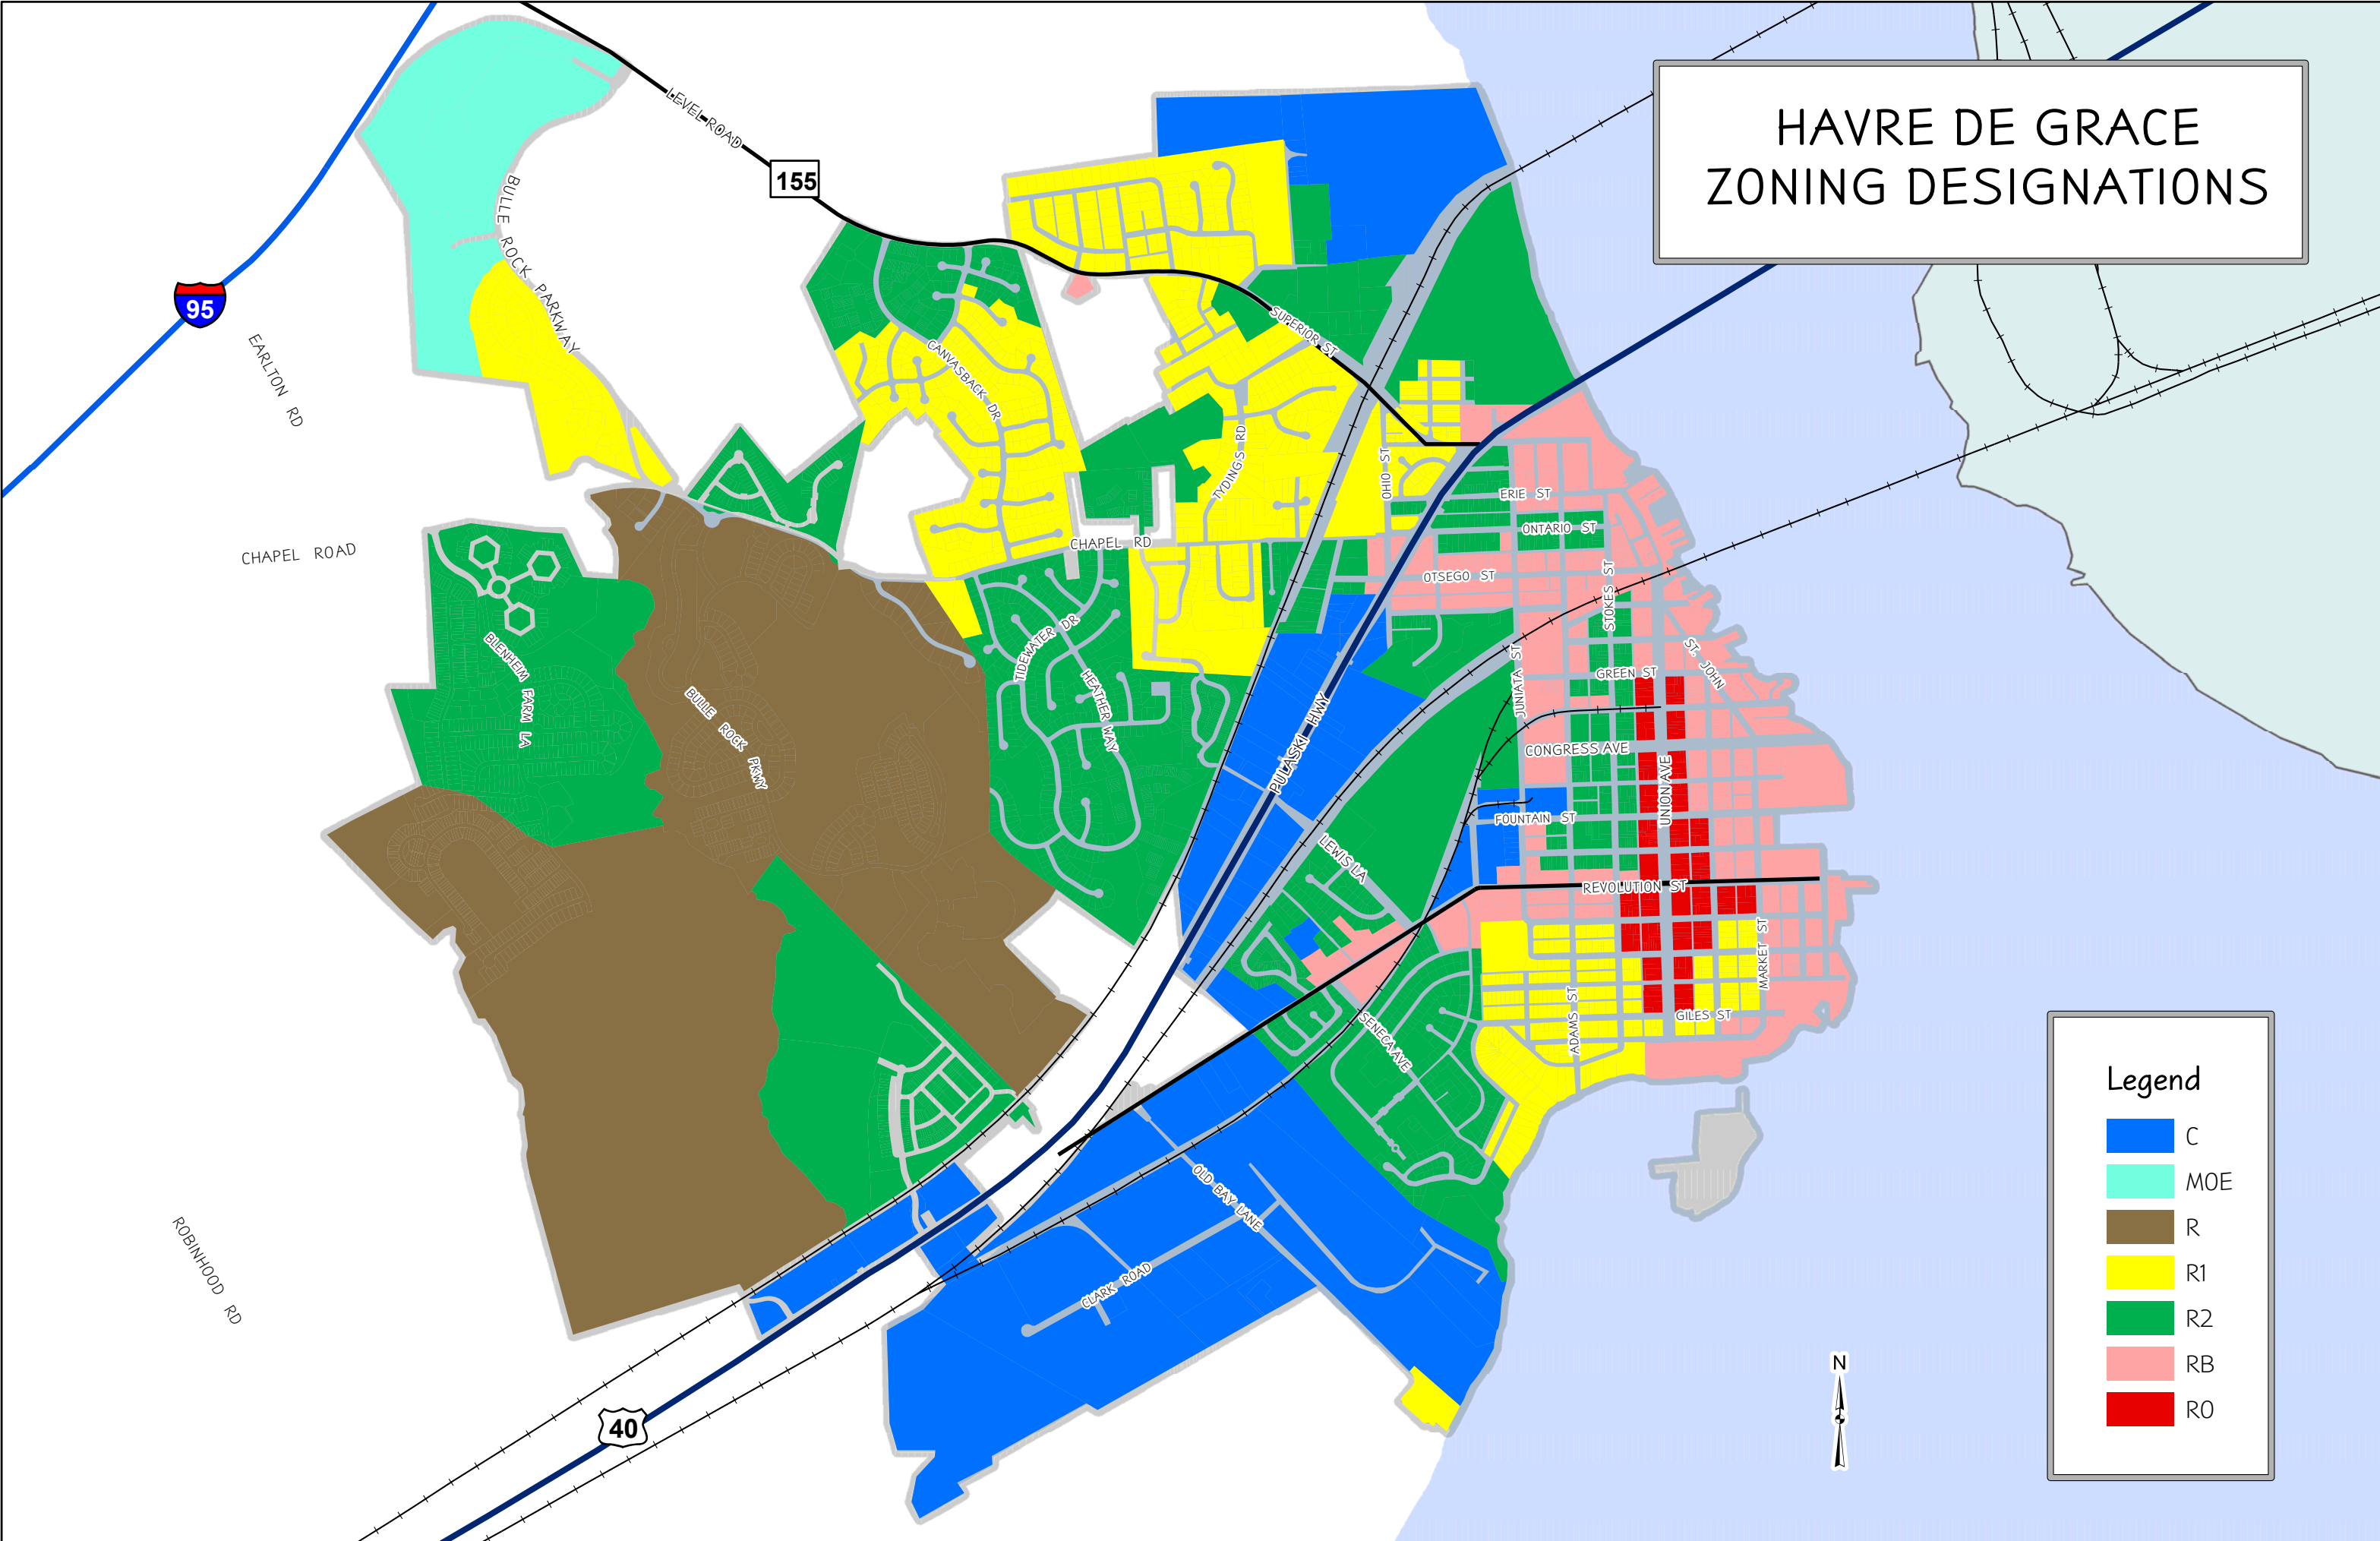 HAVRE DE GRACE
ZONING DESIGNATIONS
LEVEL ROAD
155
BULLE ROCK PARKWAY
95
EARLTON RD
SUPERIOR ST
CANVASBACK DR
TYDINGS RD
OHIO ST
ERIE ST
ONTARIO ST
CHAPEL ROAD
CHAPEL RD
OTSEGO ST
STOKES ST
BLENHEIM FARM LA
TIDEWATER DR
HEATHER WAY
JUNIATA ST
GREEN ST
ST. JOHN
BULLE ROCK PKWY
PULASKI HWY
CONGRESS AVE
UNION AVE
FOUNTAIN ST
LEWIS LA
REVOLUTION ST
MARKET ST
ADAMS ST
GILES ST
SENECA AVE
OLD BAY LANE
CLARK ROAD
ROBINHOOD RD
40
N
Legend
C
MOE
R
R1
R2
RB
RO